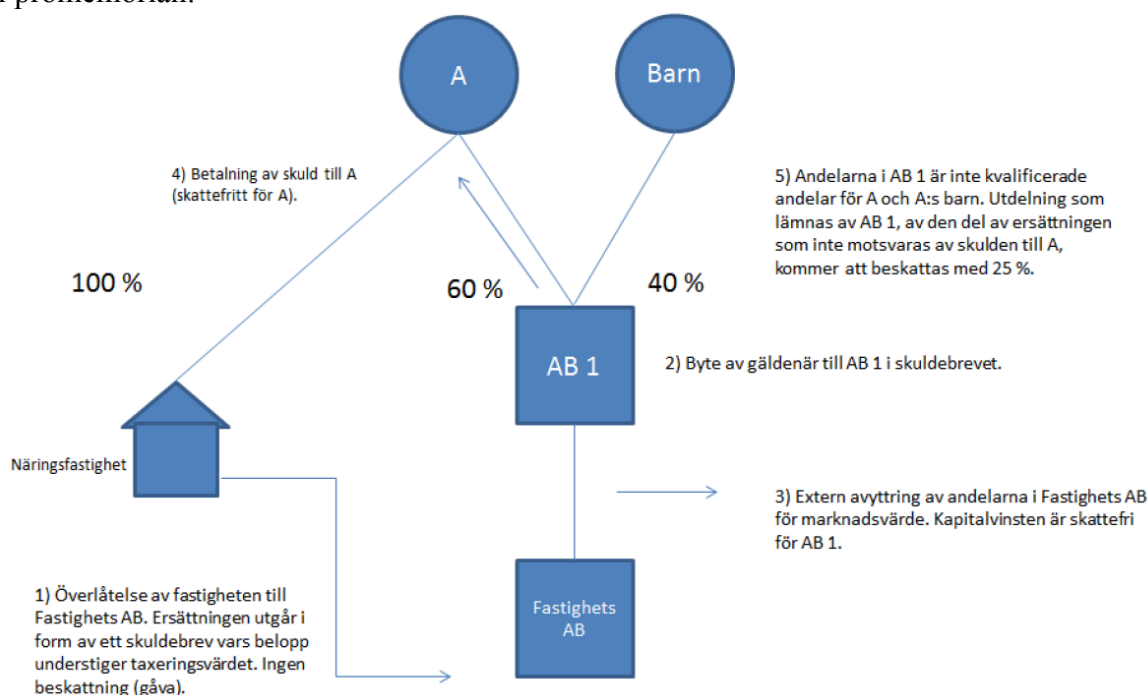 A
Barn
4) Betalning av skuld till A
(skattefritt för A).
5) Andelarna i AB 1 är inte kvalificerade
andelar för A och A:s barn. Utdelning som
lämnas av AB 1, av den del av ersättningen
som inte motsvaras av skulden till A,
kommer att beskattas med 25 %.
100 %
60 %
40 %
AB 1
2) Byte av gäldenär till AB 1 i skuldebrevet.
Näringsfastighet
3) Extern avyttring av andelarna i Fastighets AB
för marknadsvärde. Kapitalvinsten är skattefri
för AB 1.
1) Överlåtelse av fastigheten till
Fastighets AB. Ersättningen utgår i
form av ett skuldebrev vars belopp
understiger taxeringsvärdet. Ingen
beskattning (gåva).
Fastighets
AB